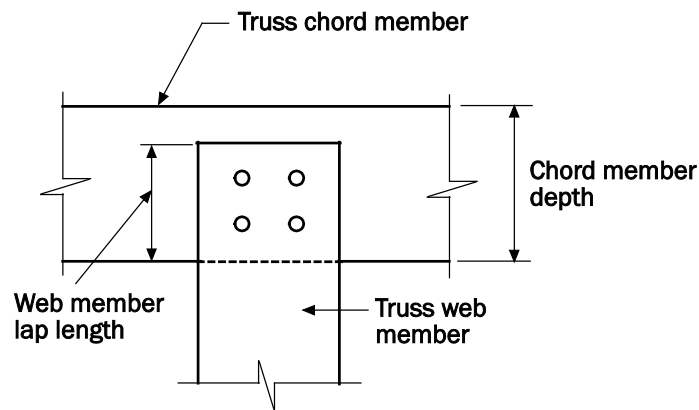 Truss chord member
Chord member
depth
Web member
lap length
Truss web
member